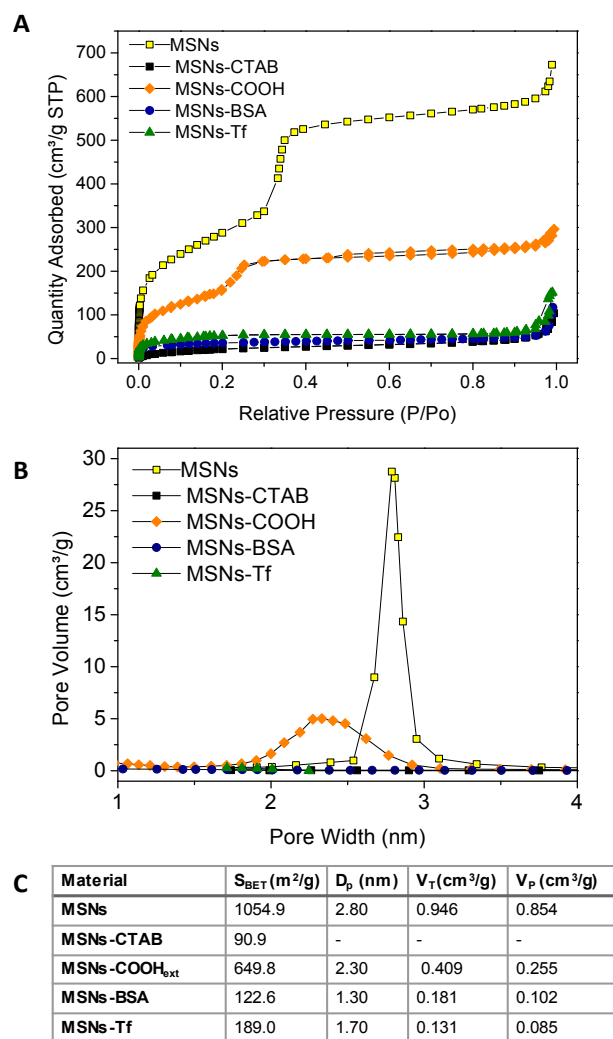 A
700
600
500
400
300
200
100
0
Quantity Adsorbed (cm³/g STP)
MSNs
MSNs-CTAB
MSNs-COOH
MSNs-BSA
MSNs-Tf
0.0 0.2 0.4 0.6 0.8 1.0
Relative Pressure (P/Po)
B
30
25
20
15
10
5
0
Pore Volume (cm³/g)
MSNs
MSNs-CTAB
MSNs-COOH
MSNs-BSA
MSNs-Tf
1 2 3 4
Pore Width (nm)
C
Material S_BET (m²/g) D_p (nm) V_T(cm³/g) V_P (cm³/g)
MSNs 1054.9 2.80 0.946 0.854
MSNs-CTAB 90.9 - - -
MSNs-COOH_ext 649.8 2.30 0.409 0.255
MSNs-BSA 122.6 1.30 0.181 0.102
MSNs-Tf 189.0 1.70 0.131 0.085